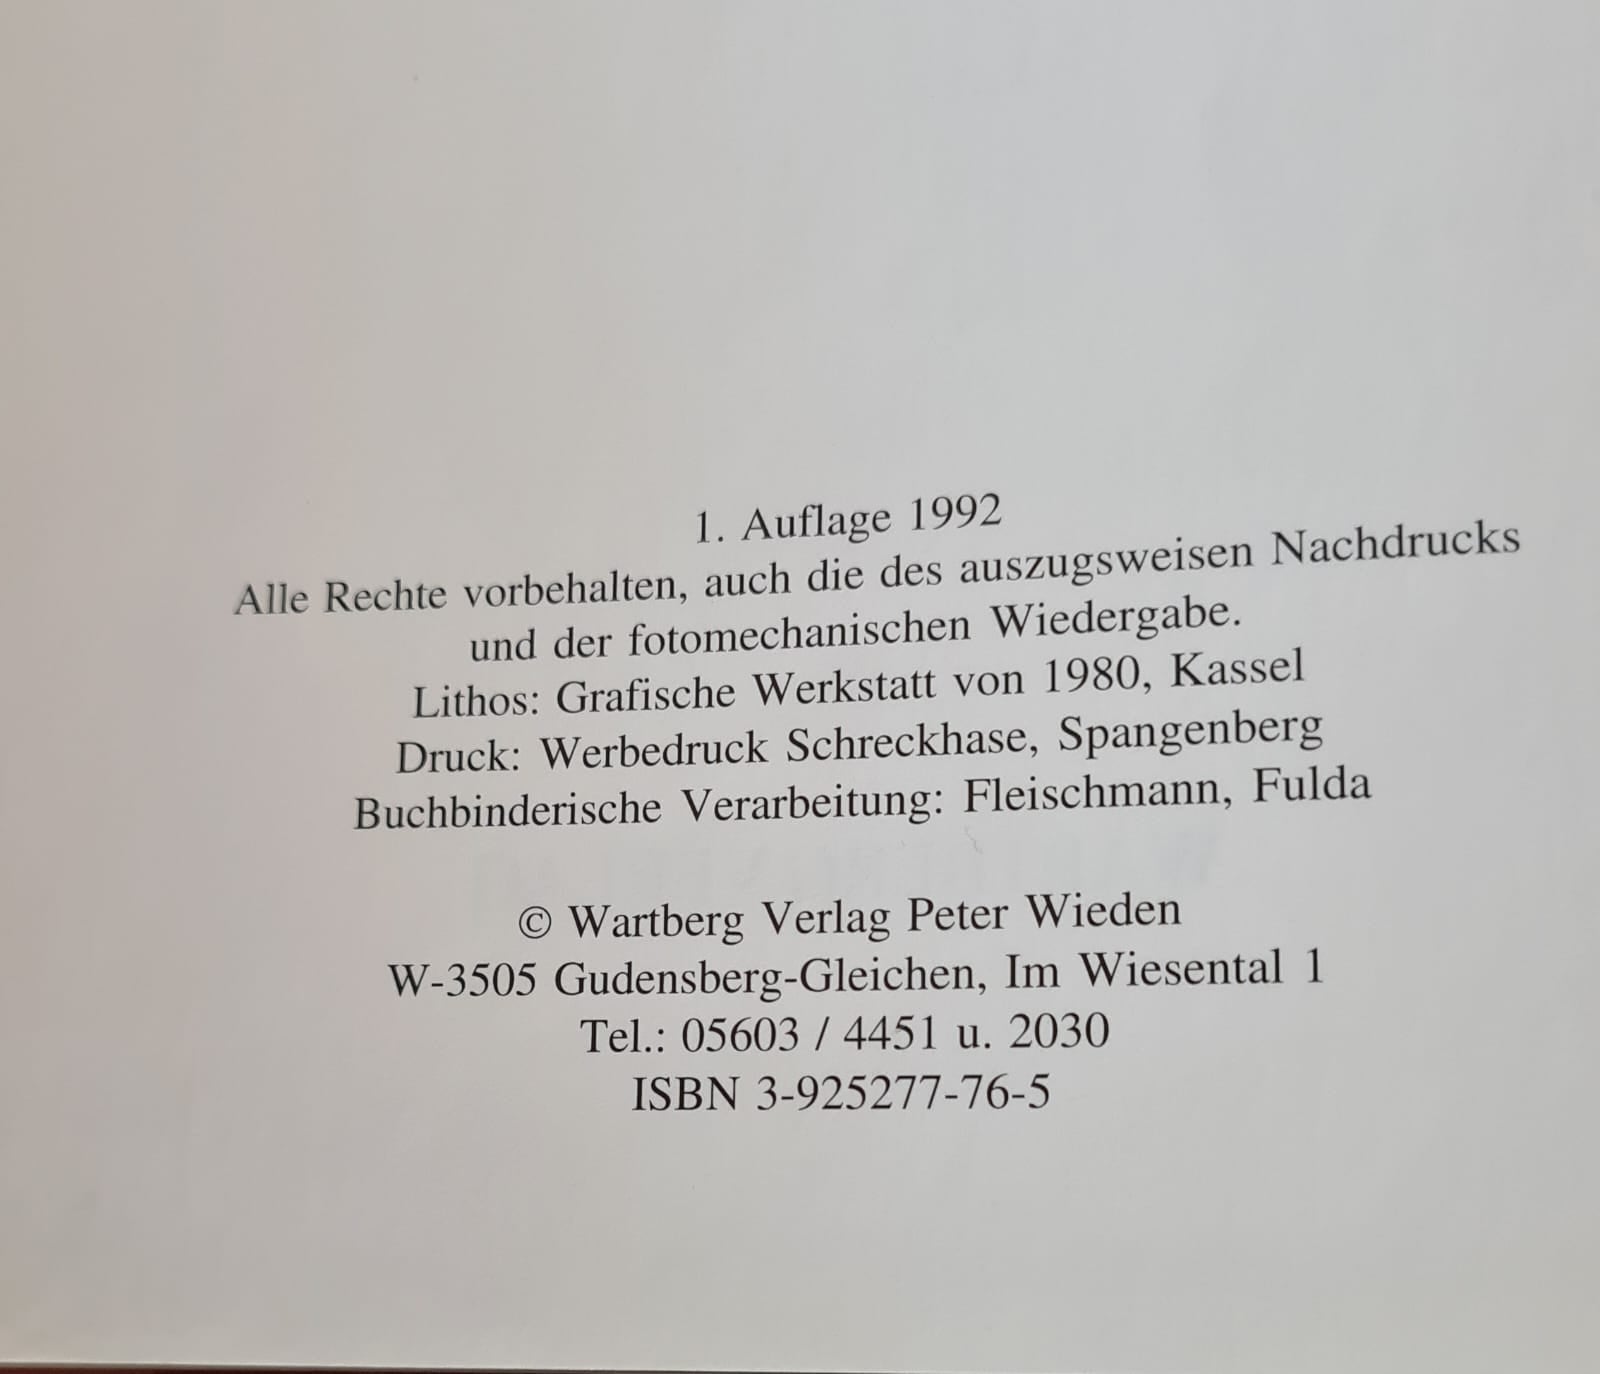 1. Auflage 1992
Alle Rechte vorbehalten, auch die des auszugsweisen Nachdrucks
und der fotomechanischen Wiedergabe.
Lithos: Grafische Werkstatt von 1980, Kassel
Druck: Werbedruck Schreckhase, Spangenberg
Buchbinderische Verarbeitung: Fleischmann, Fulda
© Wartberg Verlag Peter Wieden
W-3505 Gudensberg-Gleichen, Im Wiesental 1
Tel.: 05603 / 4451 u. 2030
ISBN 3-925277-76-5